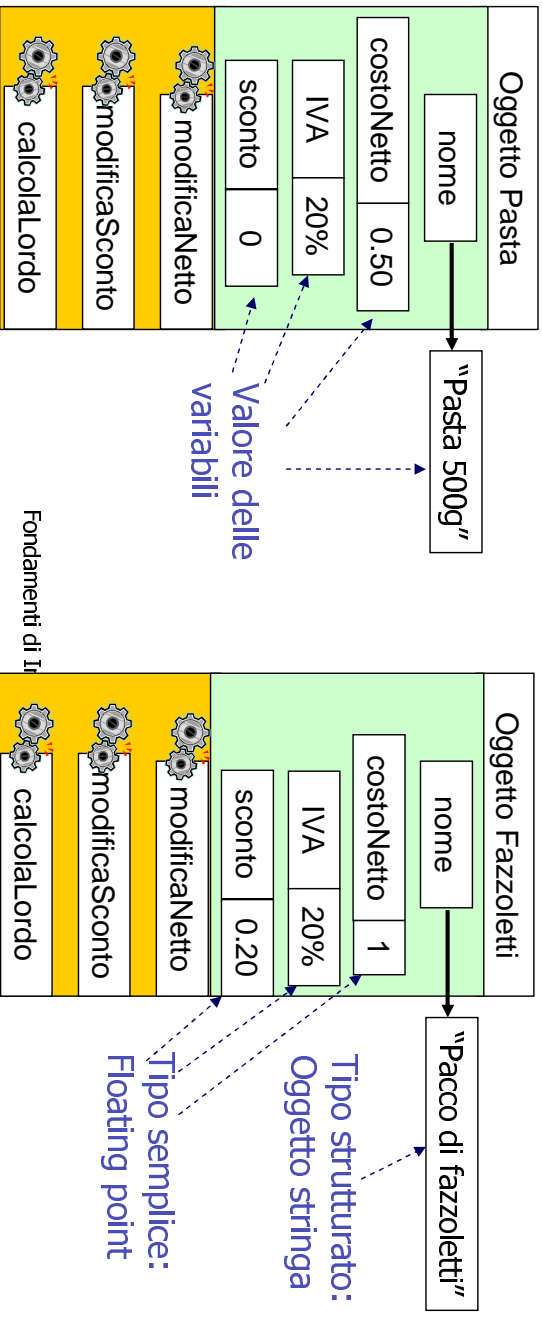 Oggetto Pasta
nome
"Pasta 500g"
costoNetto
0.50
IVA
20%
sconto
0
modificaNetto
modificaSconto
calcolaLordo
Valore delle
variabili
Oggetto Fazzoletti
nome
"Pacco di fazzoletti"
costoNetto
1
IVA
20%
sconto
0.20
modificaNetto
modificaSconto
calcolaLordo
Tipo strutturato:
Oggetto stringa
Tipo semplice:
Floating point
Fondamenti di